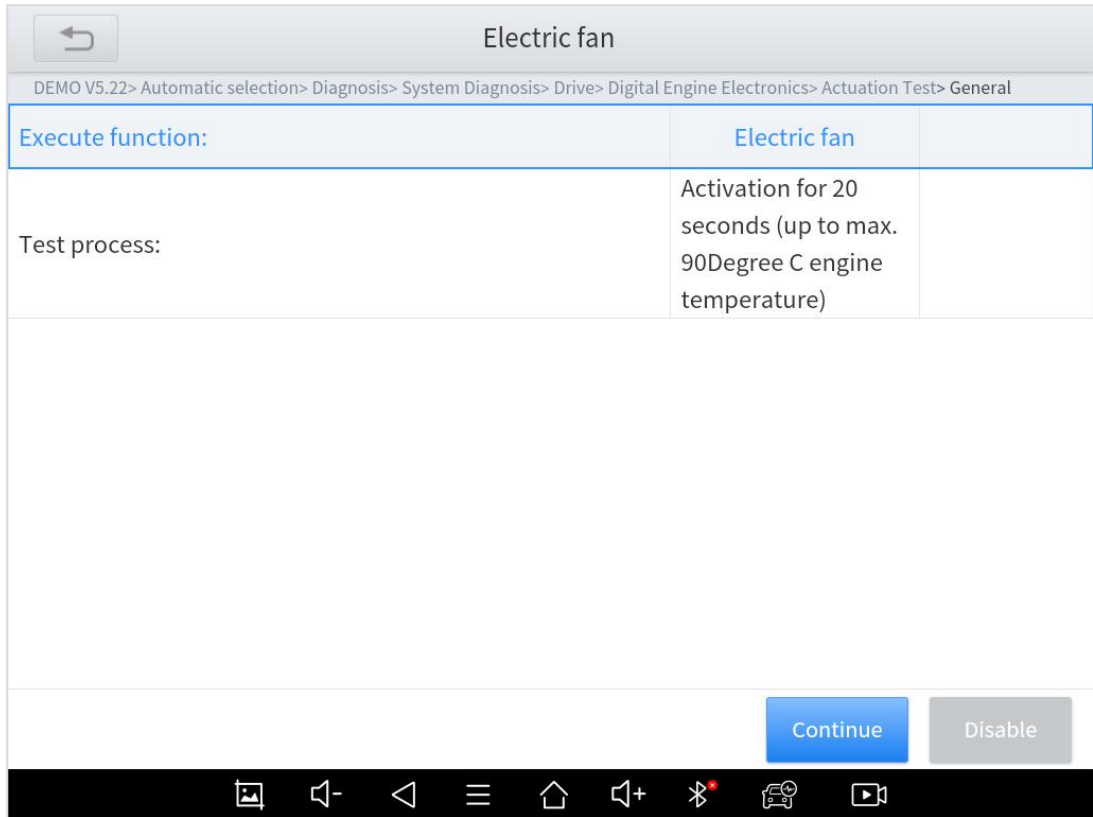 Electric fan
DEMO V5.22> Automatic selection> Diagnosis> System Diagnosis> Drive> Digital Engine Electronics> Actuation Test> General
Execute function:
Electric fan
Test process:
Activation for 20
seconds (up to max.
90Degree C engine
temperature)
Continue
Disable